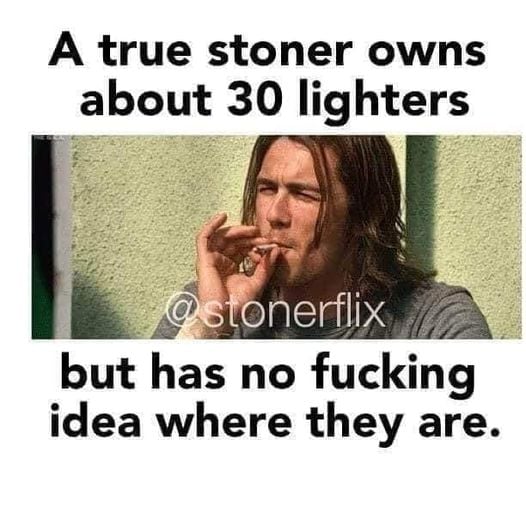 A true stoner owns
about 30 lighters
@stonerflix
but has no fucking
idea where they are.